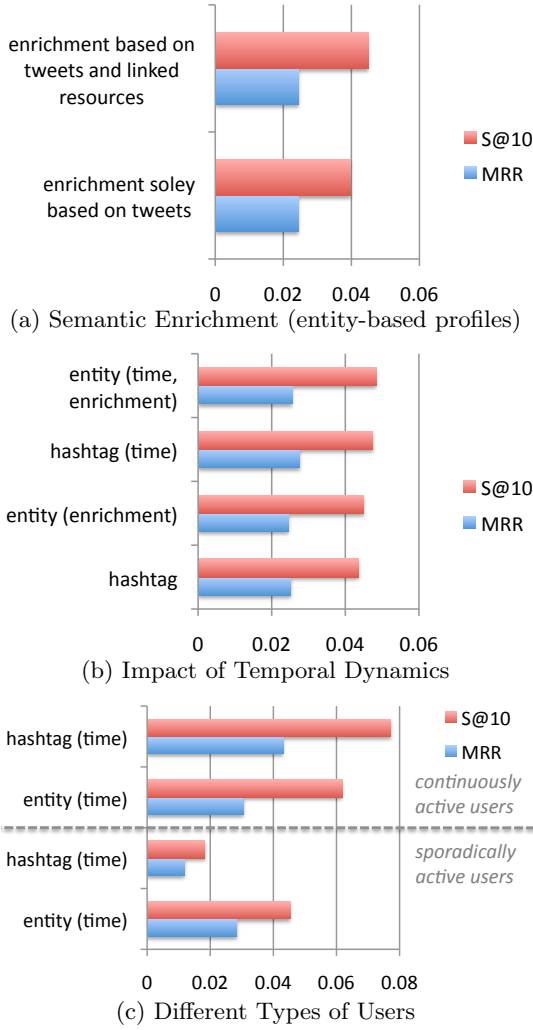 enrichment based on
tweets and linked
resources
S@10
MRR
enrichment soley
based on tweets
0 0.02 0.04 0.06
(a) Semantic Enrichment (entity-based profiles)
entity (time,
enrichment)
hashtag (time)
S@10
entity (enrichment)
MRR
hashtag
0 0.02 0.04 0.06
(b) Impact of Temporal Dynamics
S@10
hashtag (time)
MRR
entity (time)
continuously
active users
hashtag (time)
sporadically
active users
entity (time)
0 0.02 0.04 0.06 0.08
(c) Different Types of Users